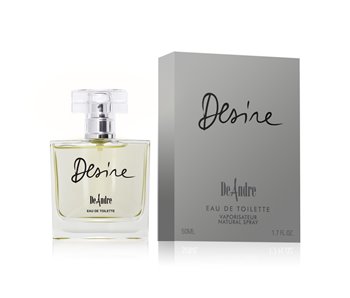 Desire
DeAndre
EAU DE TOILETTE
Desire
DeAndre
EAU DE TOILETTE
VAPORISATEUR
NATURAL SPRAY
50ML
1.7 FL.OZ